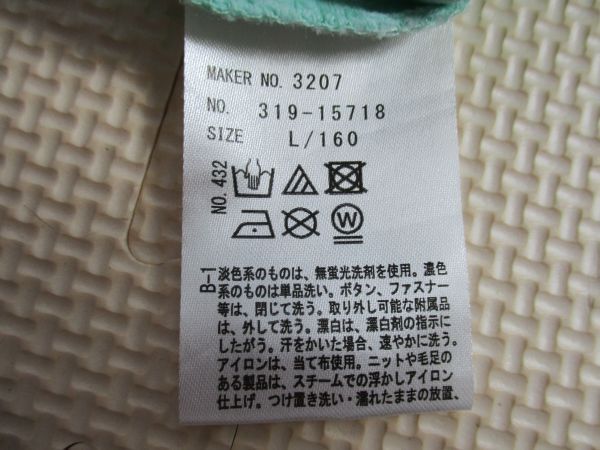 MAKER NO. 3207
NO. 319-15718
SIZE L/160
NO. 432
W
B-1
淡色系のものは、無蛍光洗剤を使用。濃色
系のものは単品洗い。ボタン、ファスナー
等は、閉じて洗う。取り外し可能な附属品
は、外して洗う。漂白は、漂白剤の指示に
したがう。汗をかいた場合、速やかに洗う。
アイロンは、当て布使用。ニットや毛足の
ある製品は、スチームでの浮かしアイロン
仕上げ。つけ置き洗い・濡れたままの放置、